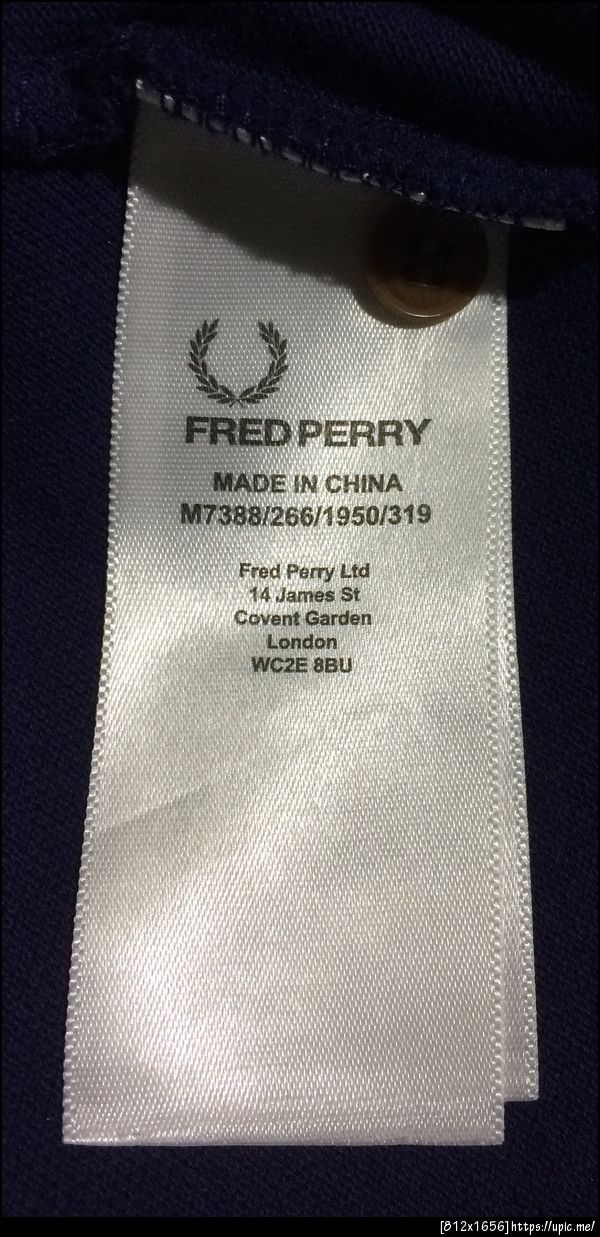 FRED PERRY
MADE IN CHINA
M7388/266/1950/319
Fred Perry Ltd
14 James St
Covent Garden
London
WC2E 8BU
[812x1656]https://upic.me/